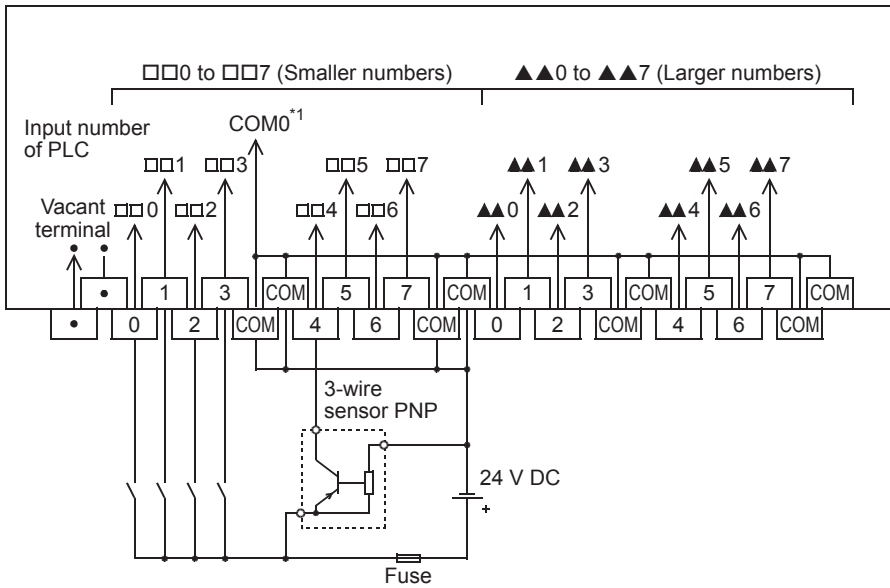 □□0 to □□7 (Smaller numbers) ▲▲0 to ▲▲7 (Larger numbers)
Input number
of PLC
COM0*1
□□1 □□3 □□5 □□7 ▲▲1 ▲▲3 ▲▲5 ▲▲7
Vacant
terminal
□□0 □□2 □□4 □□6 ▲▲0 ▲▲2 ▲▲4 ▲▲6
• 1 3 COM 5 7 COM 1 3 COM 5 7 COM
• 0 2 COM 4 6 COM 0 2 COM 4 6 COM
3-wire
sensor PNP
24 V DC
+
Fuse